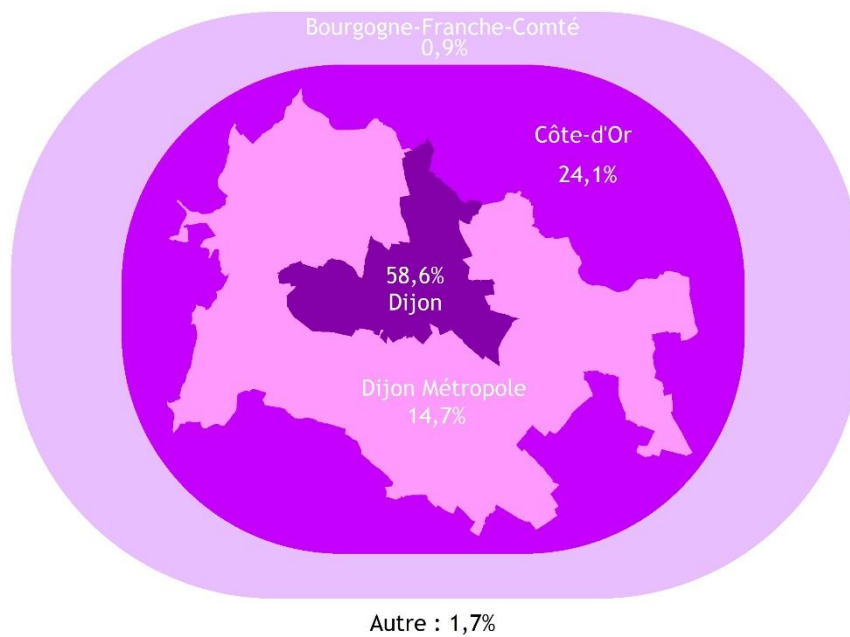 Bourgogne-Franche-Comté
0,9%
Côte-d'Or
24,1%
58,6%
Dijon
Dijon Métropole
14,7%
Autre : 1,7%